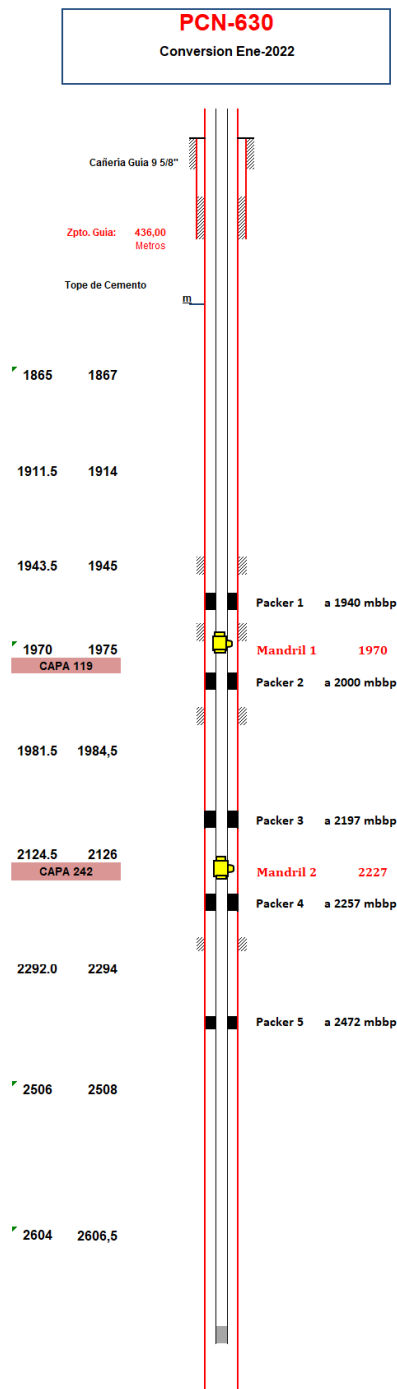 PCN-630
Conversion Ene-2022
Cañeria Guia 9 5/8"
Zpto. Guia: 436,00
Metros
Tope de Cemento
m
1865 1867
1911.5 1914
1943.5 1945
Packer 1 a 1940 mbbp
1970 1975 Mandril 1 1970
CAPA 119
Packer 2 a 2000 mbbp
1981.5 1984,5
Packer 3 a 2197 mbbp
2124.5 2126
CAPA 242 Mandril 2 2227
Packer 4 a 2257 mbbp
2292.0 2294
Packer 5 a 2472 mbbp
2506 2508
2604 2606,5